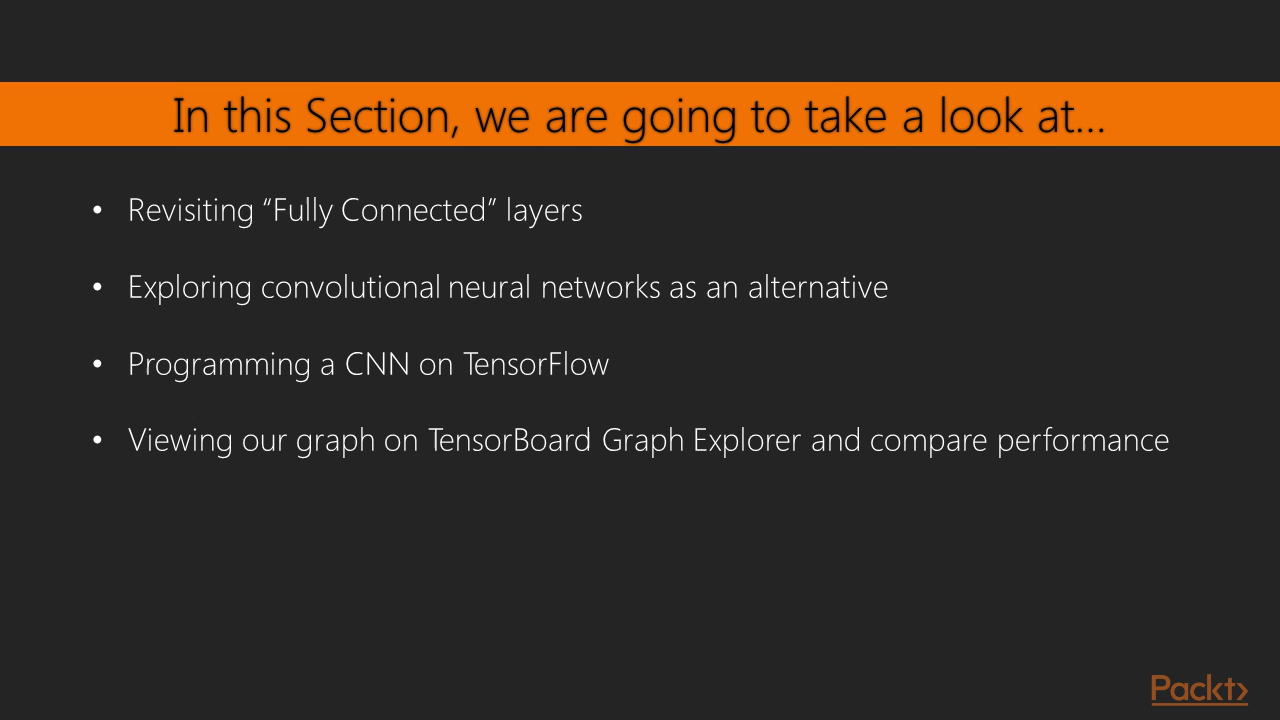 In this Section, we are going to take a look at...
• Revisiting “Fully Connected” layers
• Exploring convolutional neural networks as an alternative
• Programming a CNN on TensorFlow
• Viewing our graph on TensorBoard Graph Explorer and compare performance
Packt>